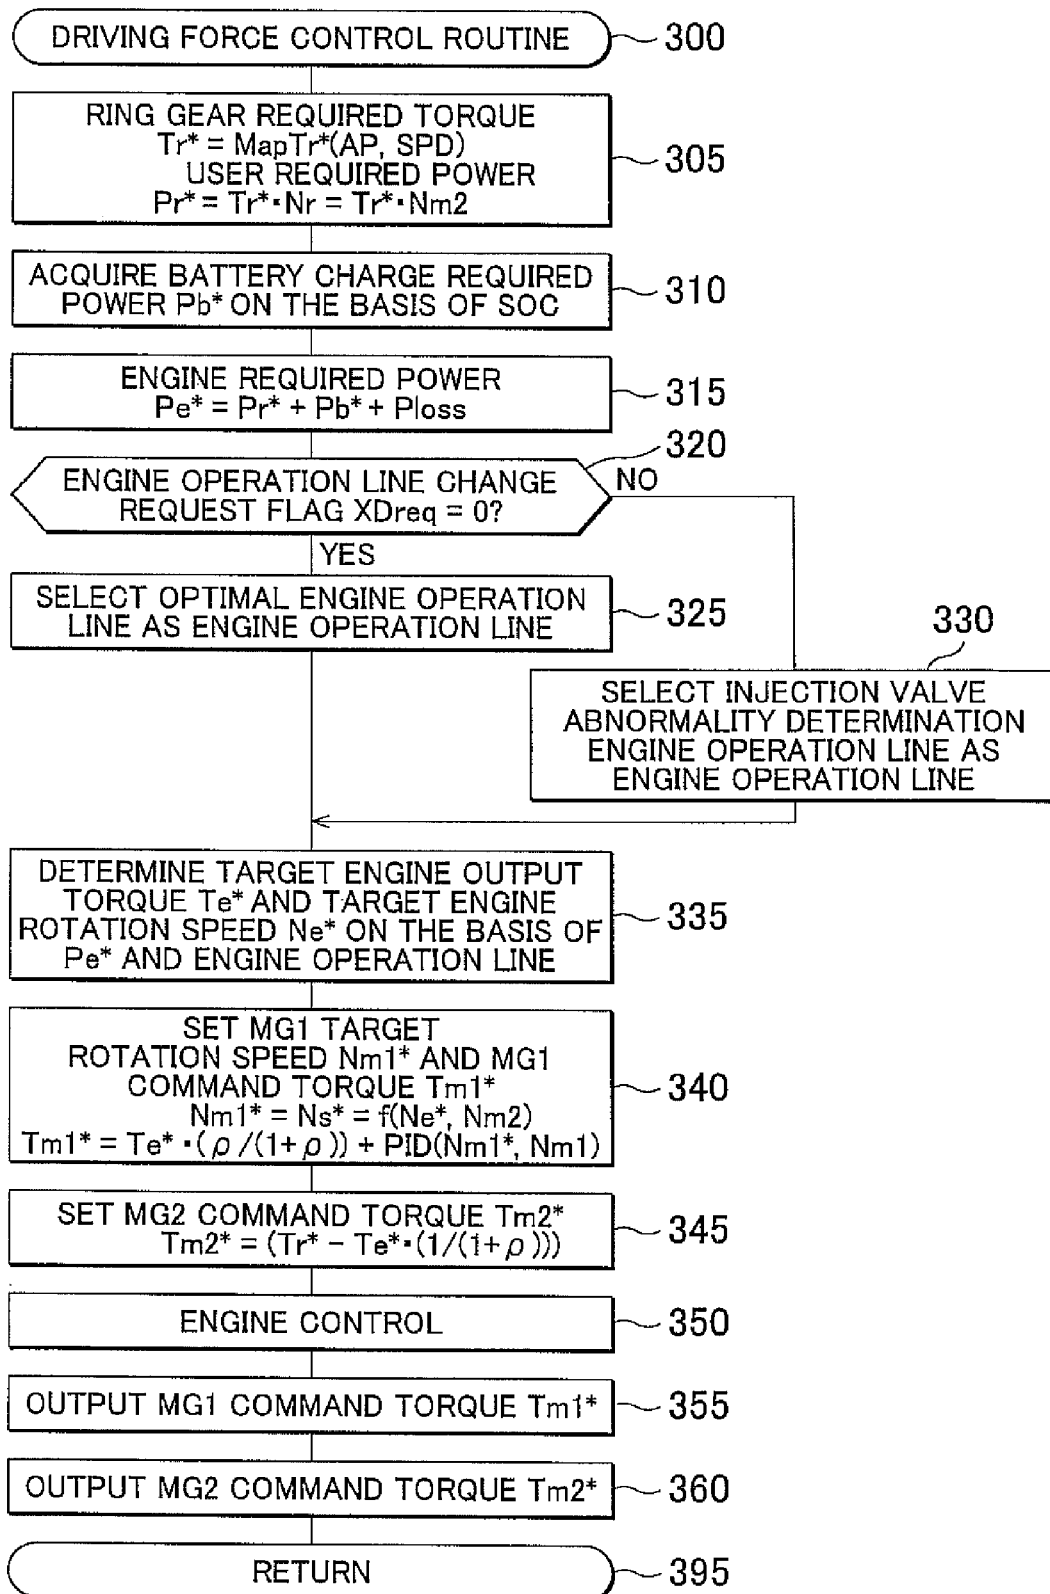 DRIVING FORCE CONTROL ROUTINE
300
RING GEAR REQUIRED TORQUE
Tr* = MapTr*(AP, SPD)
USER REQUIRED POWER
Pr* = Tr*･Nr = Tr*･Nm2
305
ACQUIRE BATTERY CHARGE REQUIRED
POWER Pb* ON THE BASIS OF SOC
310
ENGINE REQUIRED POWER
Pe* = Pr* + Pb* + Ploss
315
320
ENGINE OPERATION LINE CHANGE
REQUEST FLAG XDreq = 0?
NO
YES
SELECT OPTIMAL ENGINE OPERATION
LINE AS ENGINE OPERATION LINE
325
330
SELECT INJECTION VALVE
ABNORMALITY DETERMINATION
ENGINE OPERATION LINE AS
ENGINE OPERATION LINE
DETERMINE TARGET ENGINE OUTPUT
TORQUE Te* AND TARGET ENGINE
ROTATION SPEED Ne* ON THE BASIS OF
Pe* AND ENGINE OPERATION LINE
335
SET MG1 TARGET
ROTATION SPEED Nm1* AND MG1
COMMAND TORQUE Tm1*
Nm1* = Ns* = f(Ne*, Nm2)
Tm1* = Te*･(ρ/(1+ρ)) + PID(Nm1*, Nm1)
340
SET MG2 COMMAND TORQUE Tm2*
Tm2* = (Tr* − Te*･(1/(1+ρ)))
345
ENGINE CONTROL
350
OUTPUT MG1 COMMAND TORQUE Tm1*
355
OUTPUT MG2 COMMAND TORQUE Tm2*
360
RETURN
395